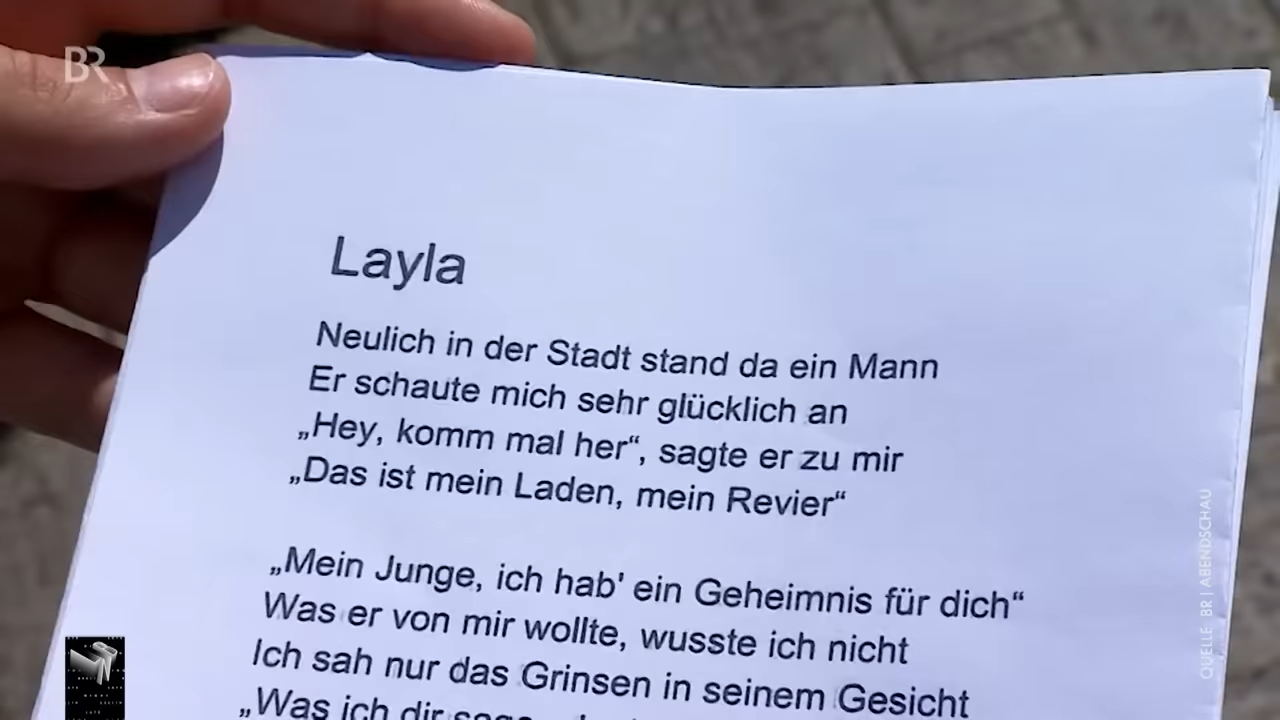 BR
Layla
Neulich in der Stadt stand da ein Mann
Er schaute mich sehr glücklich an
„Hey, komm mal her“, sagte er zu mir
„Das ist mein Laden, mein Revier“
„Mein Junge, ich hab' ein Geheimnis für dich“
Was er von mir wollte, wusste ich nicht
Ich sah nur das Grinsen in seinem Gesicht
„Was ich dir
QUELLE: BR | ABENDSCHAU